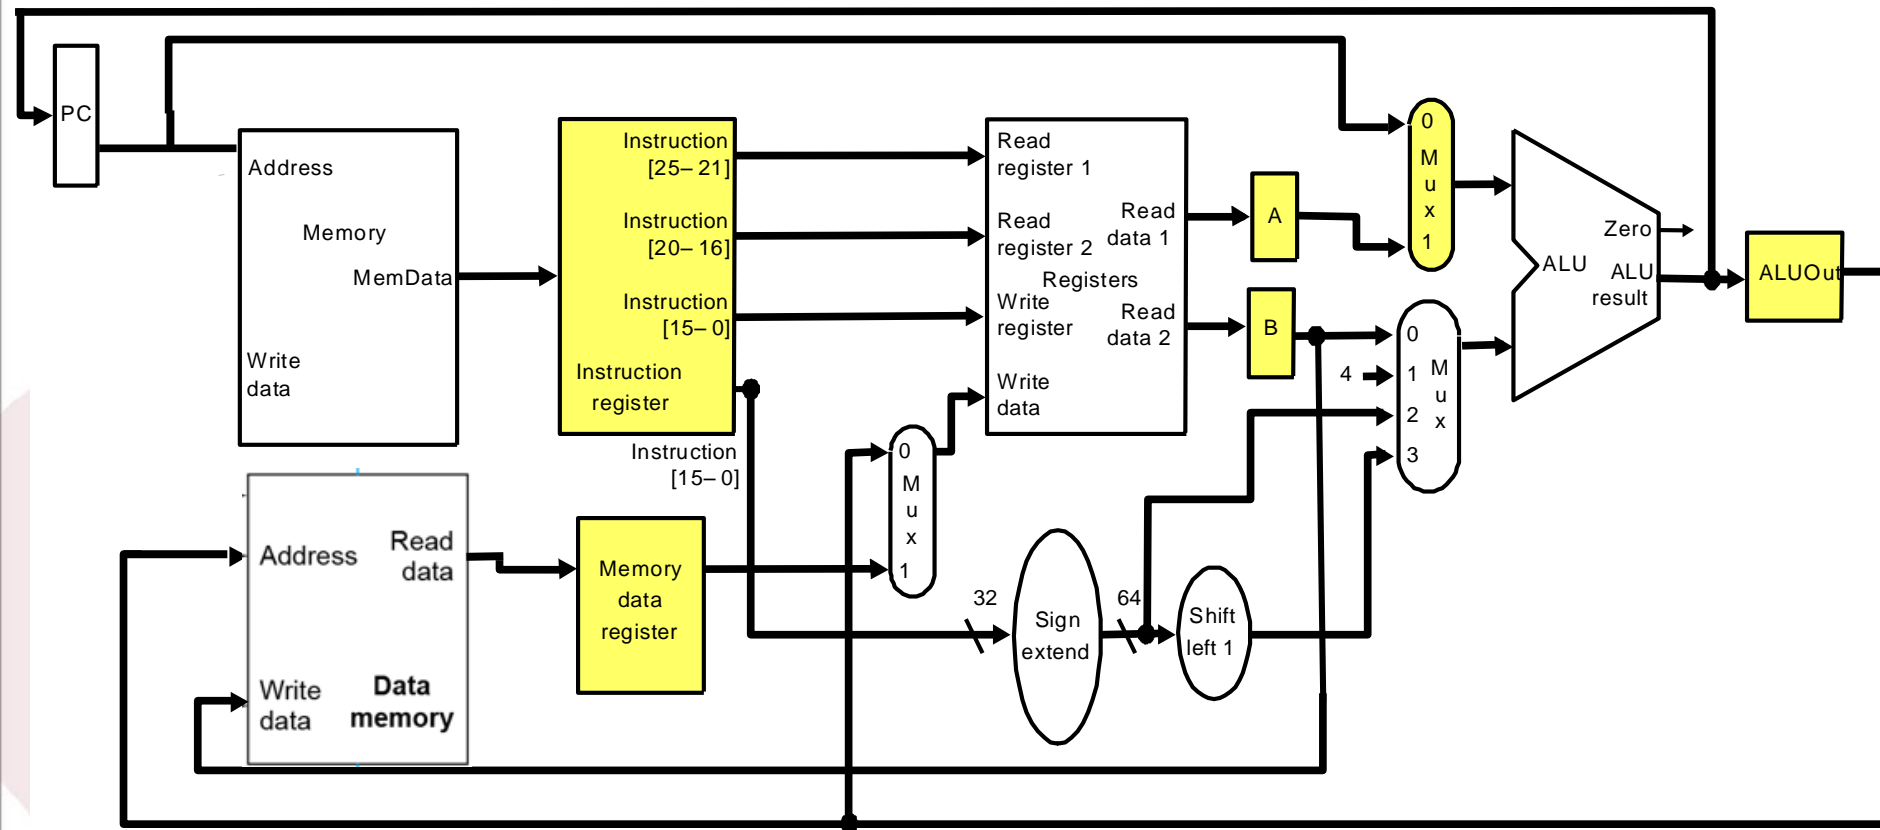 PC
Address
Memory
MemData
Write
data
Instruction
[25–21]
Instruction
[20–16]
Instruction
[15–0]
Instruction
register
Instruction
[15–0]
Read
register 1
Read
register 2
Registers
Write
register
Write
data
Read
data 1
Read
data 2
A
B
0
M
u
x
1
4
0
1
2
3
M
u
x
Zero
ALU
ALU
result
ALUOut
Address
Read
data
Write
data
Data
memory
Memory
data
register
0
M
u
x
1
32
Sign
extend
64
Shift
left 1